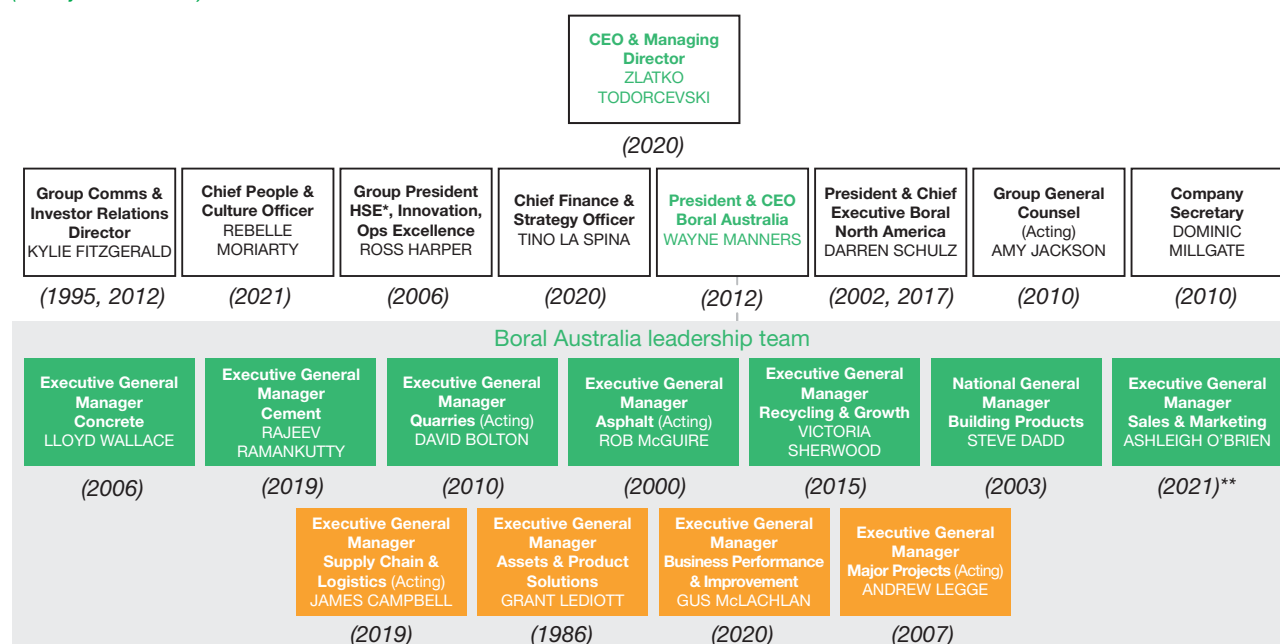 CEO & Managing
Director
ZLATKO
TODORCEVSKI
(2020)
Group Comms &
Investor Relations
Director
KYLIE FITZGERALD
(1995, 2012)
Chief People &
Culture Officer
REBELLE
MORIARTY
(2021)
Group President
HSE*, Innovation,
Ops Excellence
ROSS HARPER
(2006)
Chief Finance &
Strategy Officer
TINO LA SPINA
(2020)
President & CEO
Boral Australia
WAYNE MANNERS
(2012)
President & Chief
Executive Boral
North America
DARREN SCHULZ
(2002, 2017)
Group General
Counsel
(Acting)
AMY JACKSON
(2010)
Company
Secretary
DOMINIC
MILLGATE
(2010)
Boral Australia leadership team
Executive General
Manager
Concrete
LLOYD WALLACE
(2006)
Executive General
Manager
Cement
RAJEEV
RAMANKUTTY
(2019)
Executive General
Manager
Quarries (Acting)
DAVID BOLTON
(2010)
Executive General
Manager
Asphalt (Acting)
ROB McGUIRE
(2000)
Executive General
Manager
Recycling & Growth
VICTORIA
SHERWOOD
(2015)
National General
Manager
Building Products
STEVE DADD
(2003)
Executive General
Manager
Sales & Marketing
ASHLEIGH O'BRIEN
(2021)**
Executive General
Manager
Supply Chain &
Logistics (Acting)
JAMES CAMPBELL
(2019)
Executive General
Manager
Assets & Product
Solutions
GRANT LEDIOTT
(1986)
Executive General
Manager
Business Performance
& Improvement
GUS McLACHLAN
(2020)
Executive General
Manager
Major Projects (Acting)
ANDREW LEGGE
(2007)